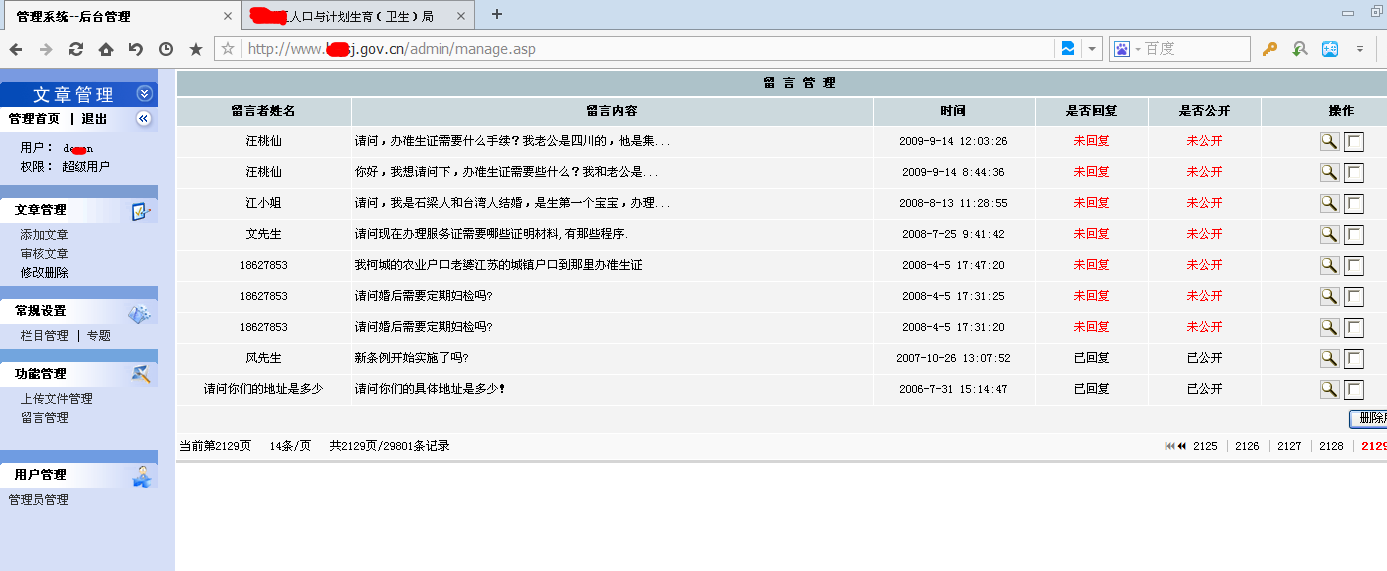 管理系统--后台管理
区人口与计划生育（卫生）局
http://www. j.gov.cn/admin/manage.asp
百度
文章管理
管理首页 | 退出
用户：
权限： 超级用户
文章管理
添加文章
审核文章
修改删除
常规设置
栏目管理 | 专题
功能管理
上传文件管理
留言管理
用户管理
管理员管理
留 言 管 理
留言者姓名 留言内容 时间 是否回复 是否公开 操作
汪桃仙 请问，办准生证需要什么手续？我老公是四川的，他是集... 2009-9-14 12:03:26 未回复 未公开
汪桃仙 你好，我想请问下，办准生证需要些什么？我和老公是... 2009-9-14 8:44:36 未回复 未公开
江小姐 请问，我是石梁人和台湾人结婚，是生第一个宝宝，办理... 2008-8-13 11:28:55 未回复 未公开
文先生 请问现在办理服务证需要哪些证明材料,有那些程序. 2008-7-25 9:41:42 未回复 未公开
18627853 我柯城的农业户口老婆江苏的城镇户口到那里办准生证 2008-4-5 17:47:20 未回复 未公开
18627853 请问婚后需要定期妇检吗? 2008-4-5 17:31:25 未回复 未公开
18627853 请问婚后需要定期妇检吗? 2008-4-5 17:31:20 未回复 未公开
风先生 新条例开始实施了吗? 2007-10-26 13:07:52 已回复 已公开
请问你们的地址是多少 请问你们的具体地址是多少! 2006-7-31 15:14:47 已回复 已公开
删除
当前第2129页 14条/页 共2129页/29801条记录 2125 | 2126 | 2127 | 2128 | 2129